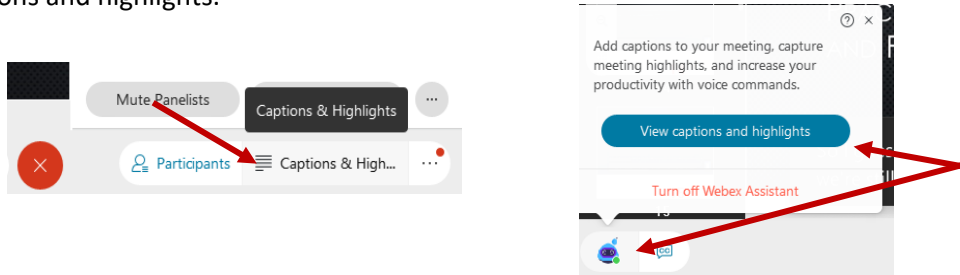 ons and highlights.
Mute Panelists
Captions & Highlights
Participants
Captions & High...
Add captions to your meeting, capture
meeting highlights, and increase your
productivity with voice commands.
View captions and highlights
Turn off Webex Assistant
CC